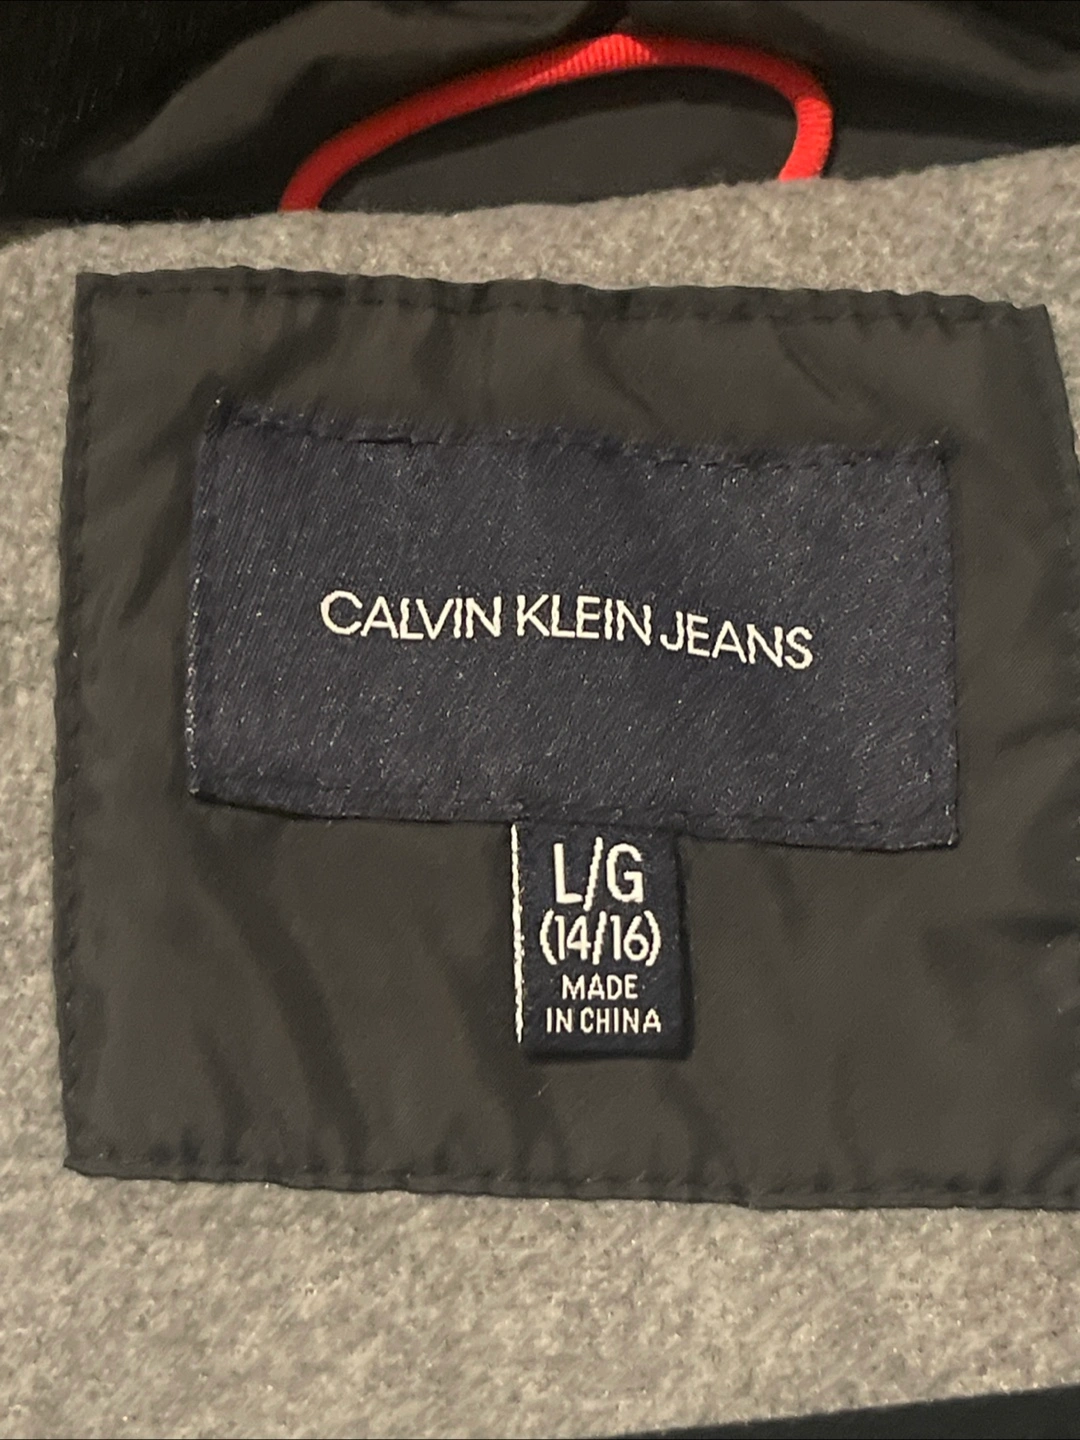 CALVIN KLEIN JEANS
L/G
(14/16)
MADE
IN CHINA